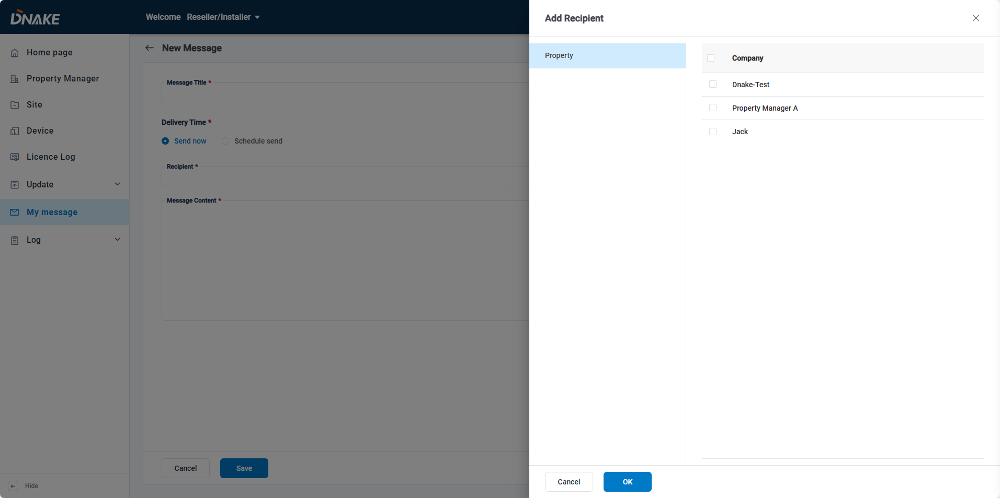 DNAKE
Welcome Reseller/Installer
Home page
Property Manager
Site
Device
Licence Log
Update
My message
Log
Hide
New Message
Message Title *
Delivery Time *
Send now
Schedule send
Recipient *
Message Content *
Cancel
Save
Add Recipient
Property
Company
Dnake-Test
Property Manager A
Jack
Cancel
OK